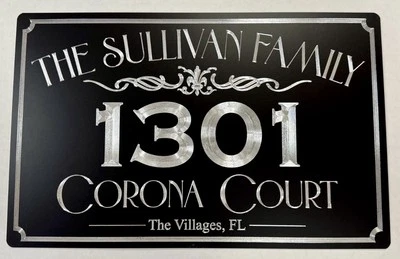 THE SULLIVAN FAMILY
1301
CORONA COURT
The Villages, FL